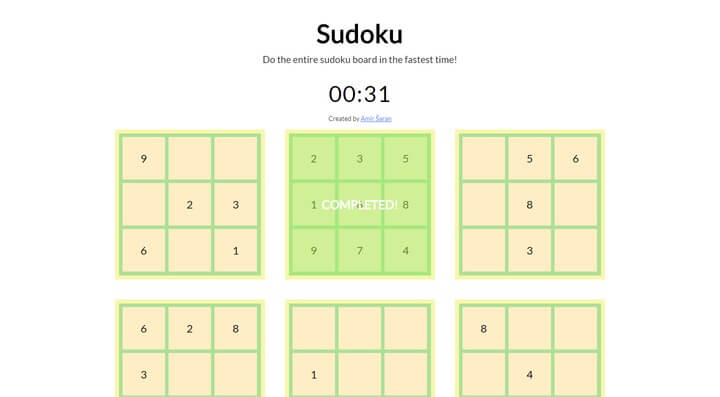 Sudoku
Do the entire sudoku board in the fastest time!
00:31
Created by Amir Šaran
9 2 3 5 5 6
2 3 1 COMPLETED! 8 8
6 1 9 7 4 3
6 2 8 8
3 1 4